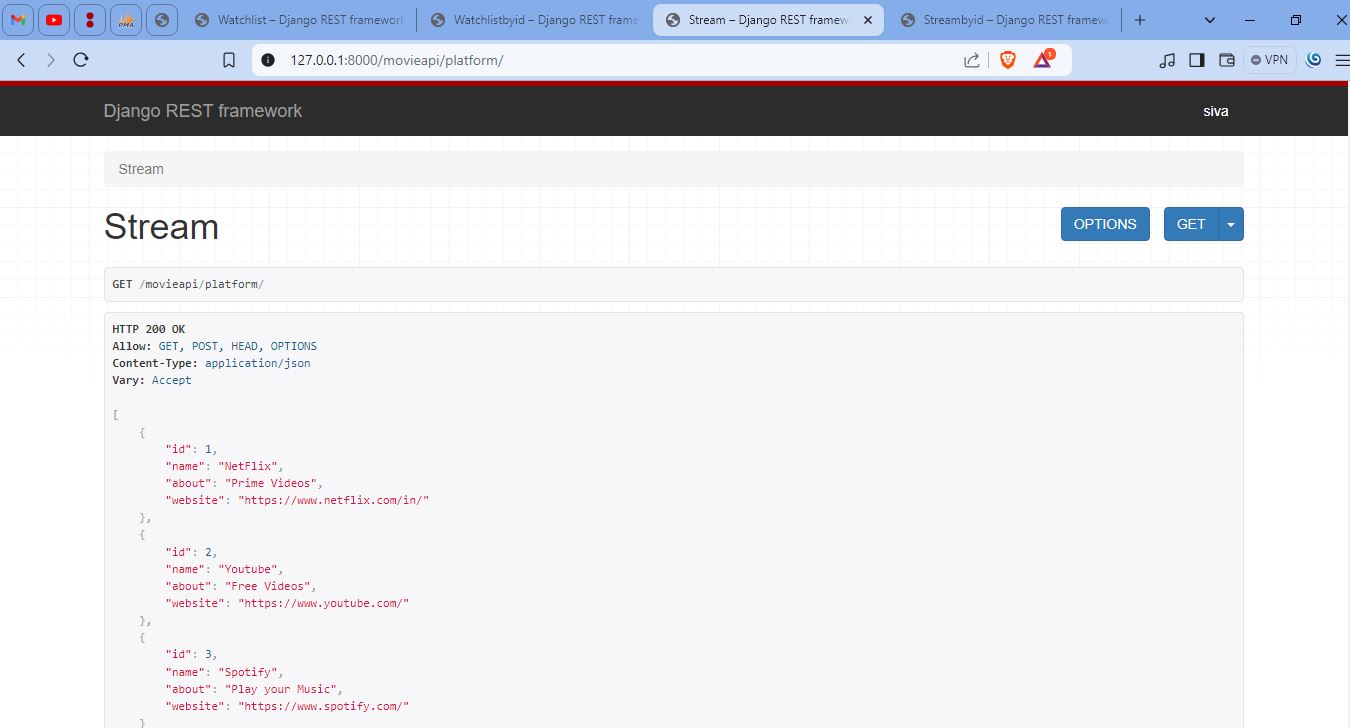 PMA
Watchlist – Django REST framework
Watchlistbyid – Django REST frame
Stream – Django REST framew
Streambyid – Django REST framew
127.0.0.1:8000/movieapi/platform/
1
VPN
Django REST framework
siva
Stream
Stream
OPTIONS
GET
GET /movieapi/platform/
HTTP 200 OK
Allow: GET, POST, HEAD, OPTIONS
Content-Type: application/json
Vary: Accept
[
{
"id": 1,
"name": "NetFlix",
"about": "Prime Videos",
"website": "https://www.netflix.com/in/"
},
{
"id": 2,
"name": "Youtube",
"about": "Free Videos",
"website": "https://www.youtube.com/"
},
{
"id": 3,
"name": "Spotify",
"about": "Play your Music",
"website": "https://www.spotify.com/"
}